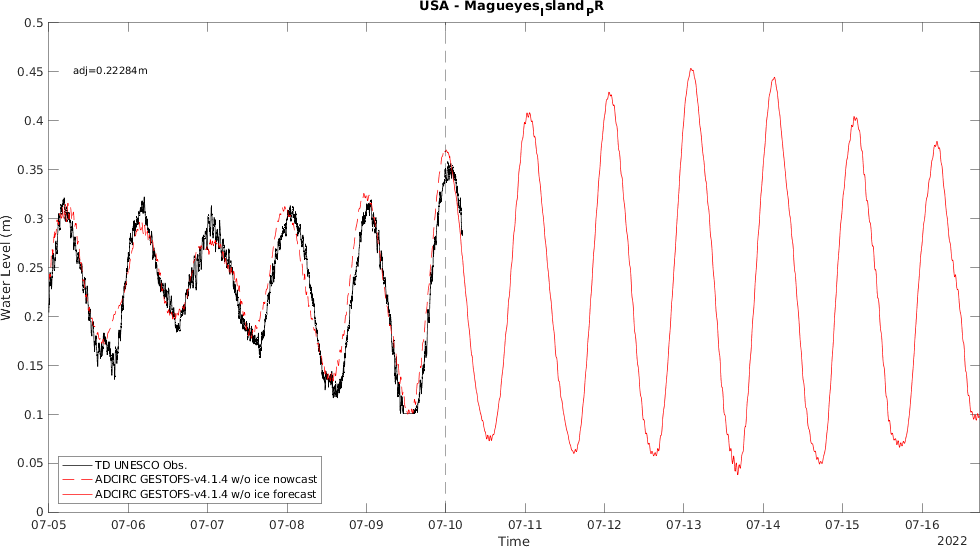 USA - Magueyes_Island_PR
0.5
0.45
adj=0.22284m
0.4
0.35
0.3
0.25
0.2
0.15
0.1
0.05
0
Water Level (m)
TD UNESCO Obs.
ADCIRC GESTOFS-v4.1.4 w/o ice nowcast
ADCIRC GESTOFS-v4.1.4 w/o ice forecast
07-05 07-06 07-07 07-08 07-09 07-10 07-11 07-12 07-13 07-14 07-15 07-16
Time
2022